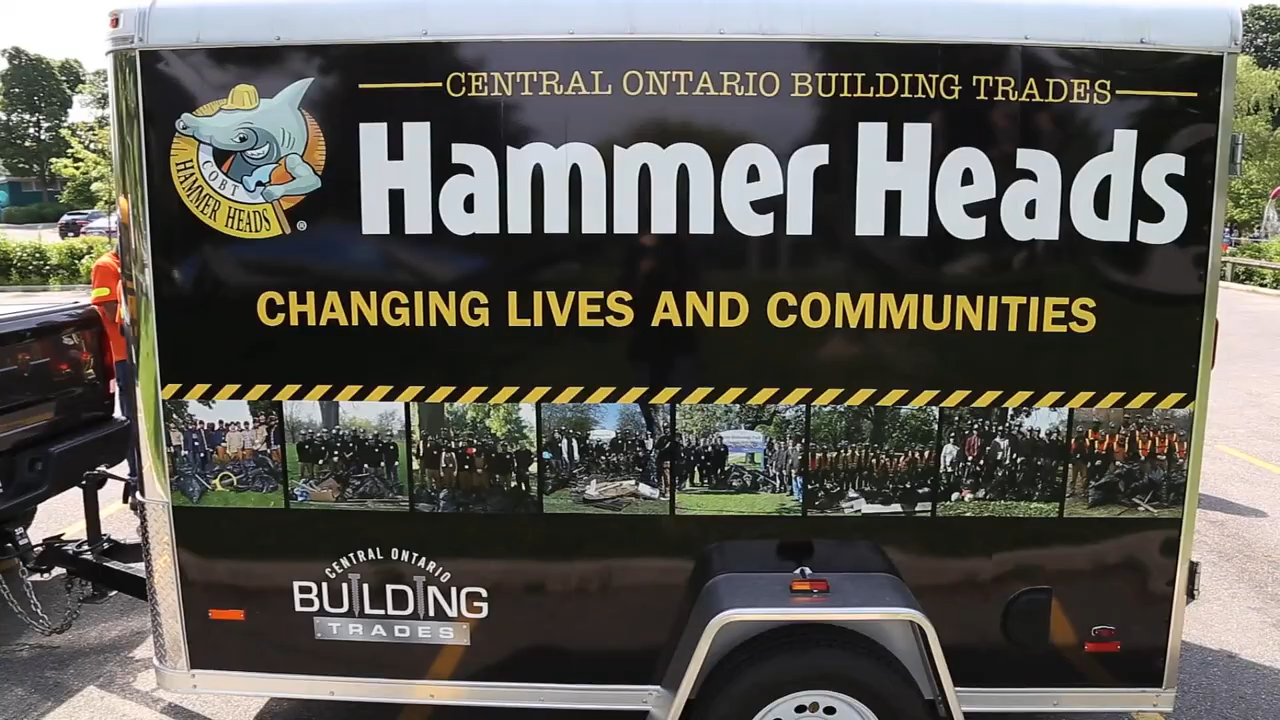 CENTRAL ONTARIO BUILDING TRADES
Hammer Heads
COBT
HAMMER HEADS
®
CHANGING LIVES AND COMMUNITIES
CENTRAL ONTARIO
BUILDING
TRADES